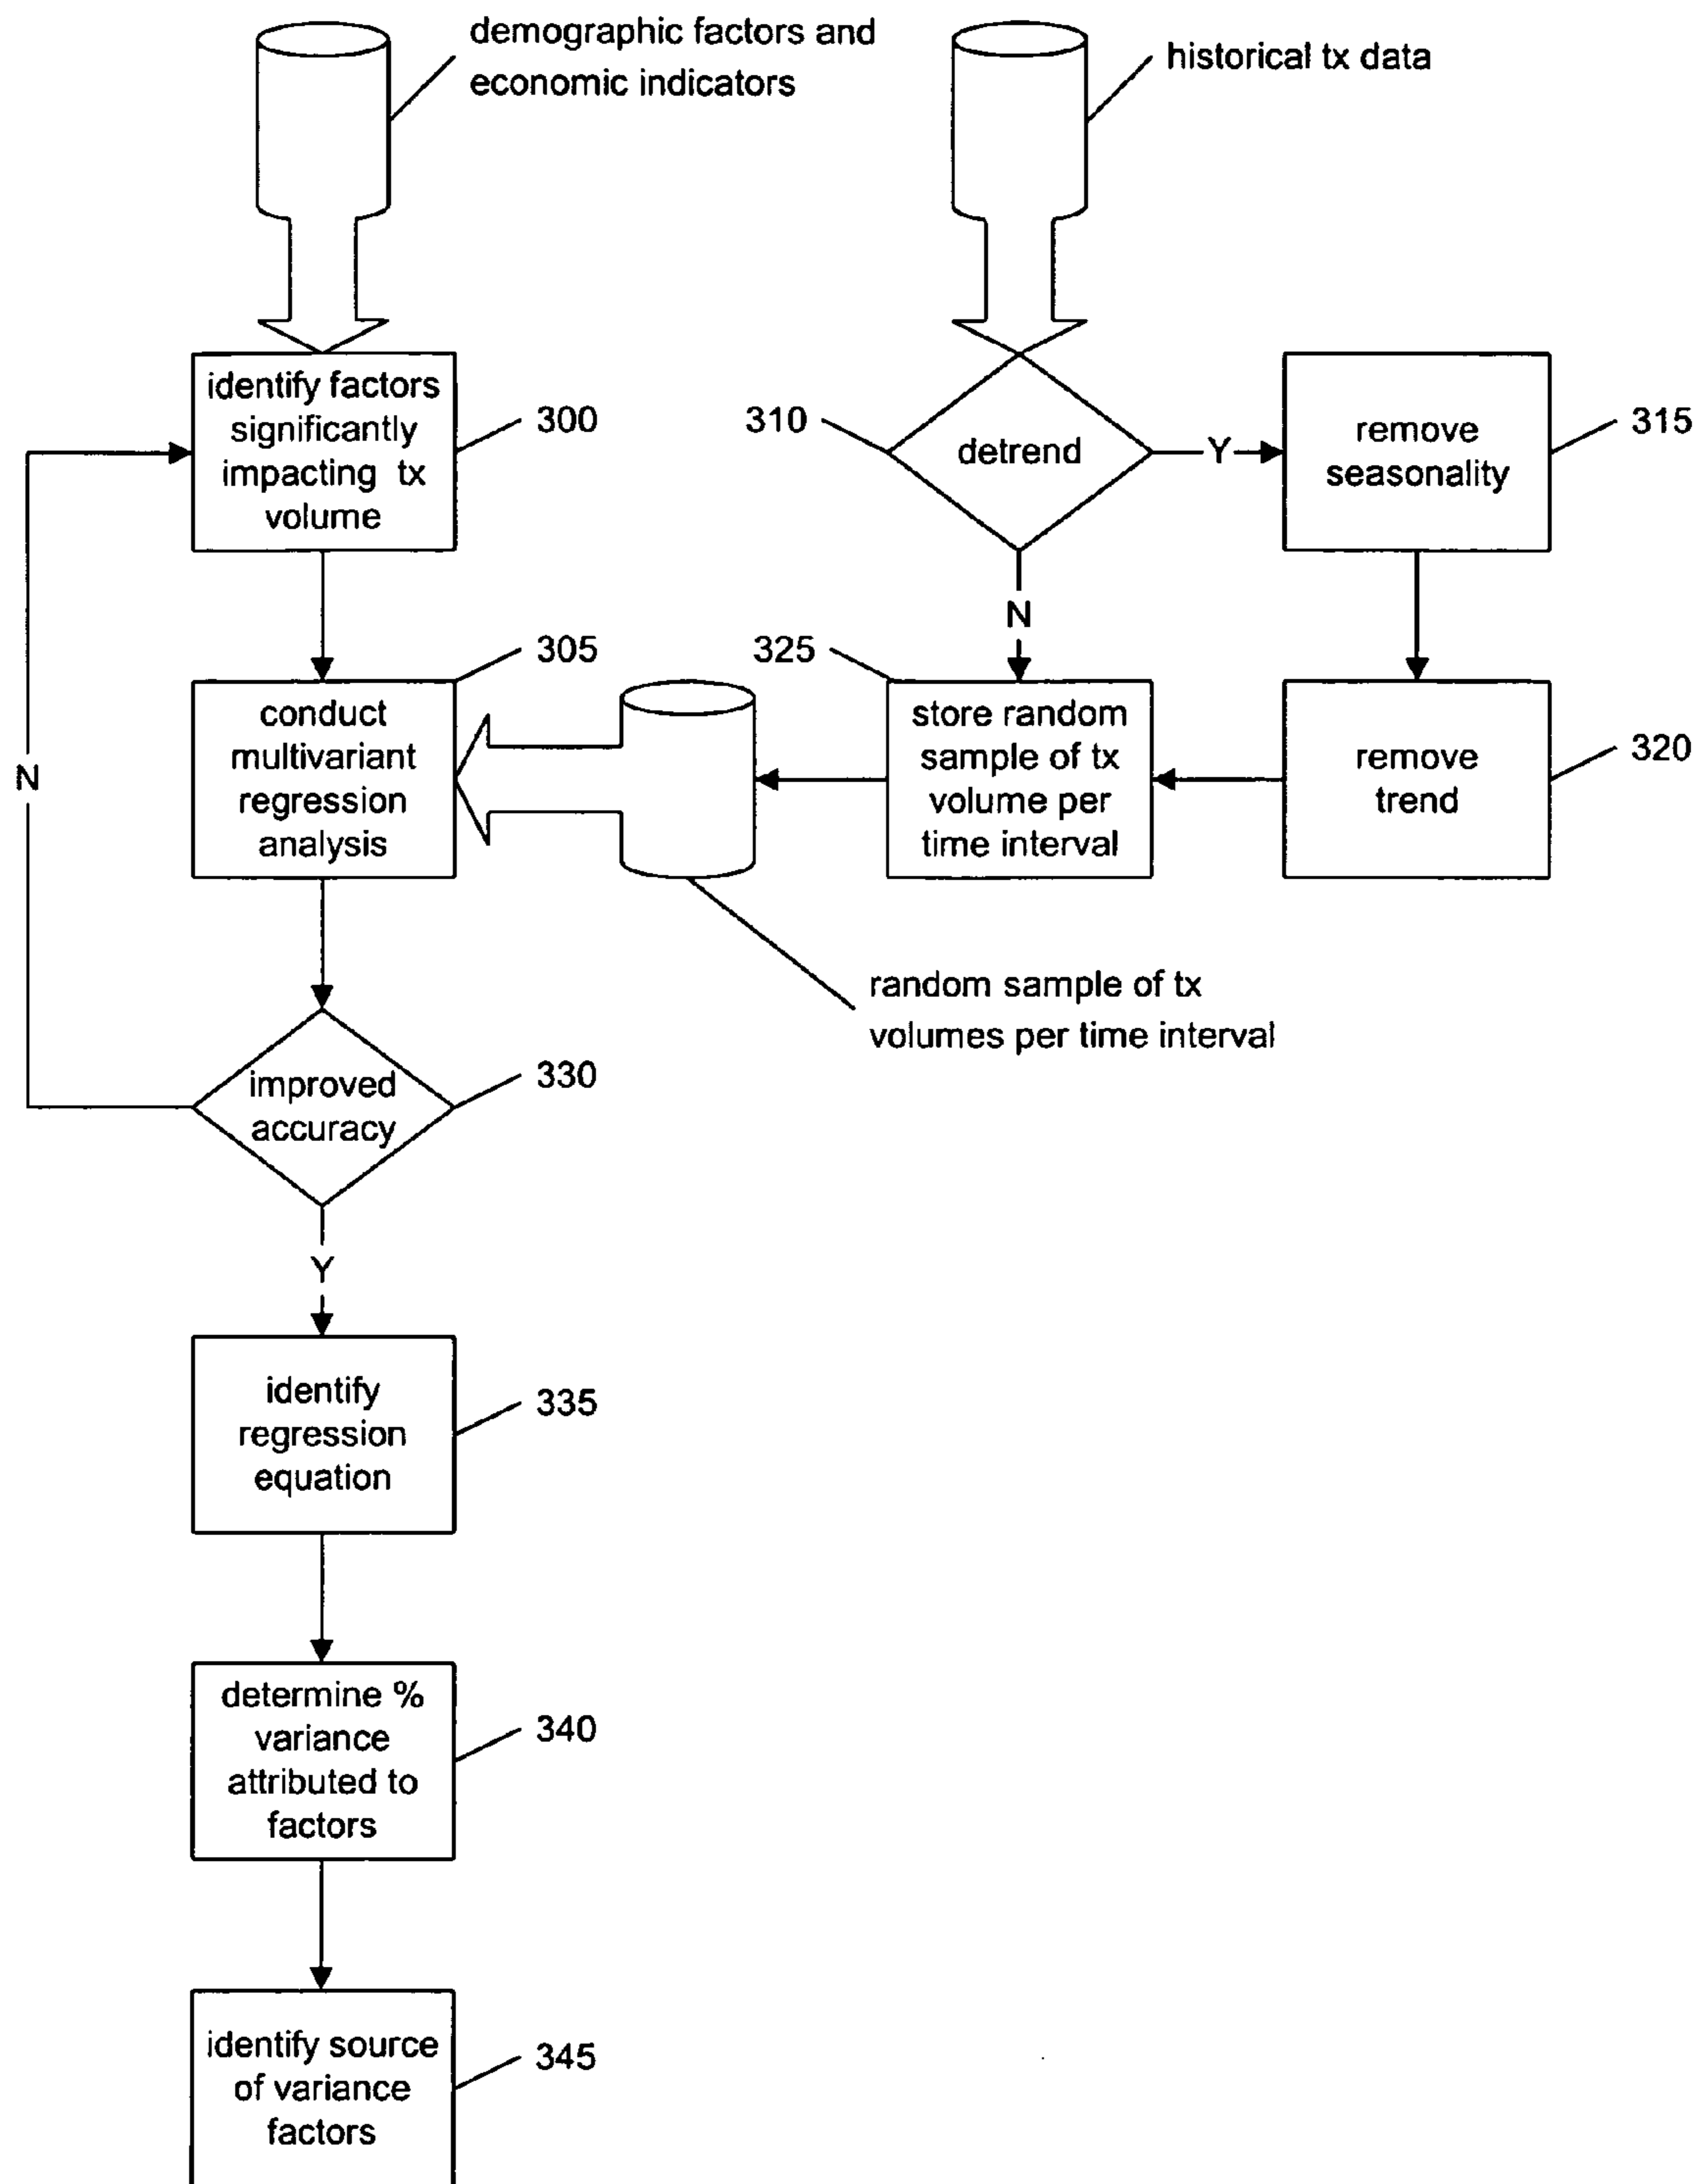 demographic factors and
economic indicators
historical tx data
identify factors
significantly
impacting tx
volume
300
310
detrend
Y
remove
seasonality
315
N
305
conduct
multivariant
regression
analysis
325
store random
sample of tx
volume per
time interval
remove
trend
320
N
random sample of tx
volumes per time interval
improved
accuracy
330
Y
identify
regression
equation
335
determine %
variance
attributed to
factors
340
identify source
of variance
factors
345